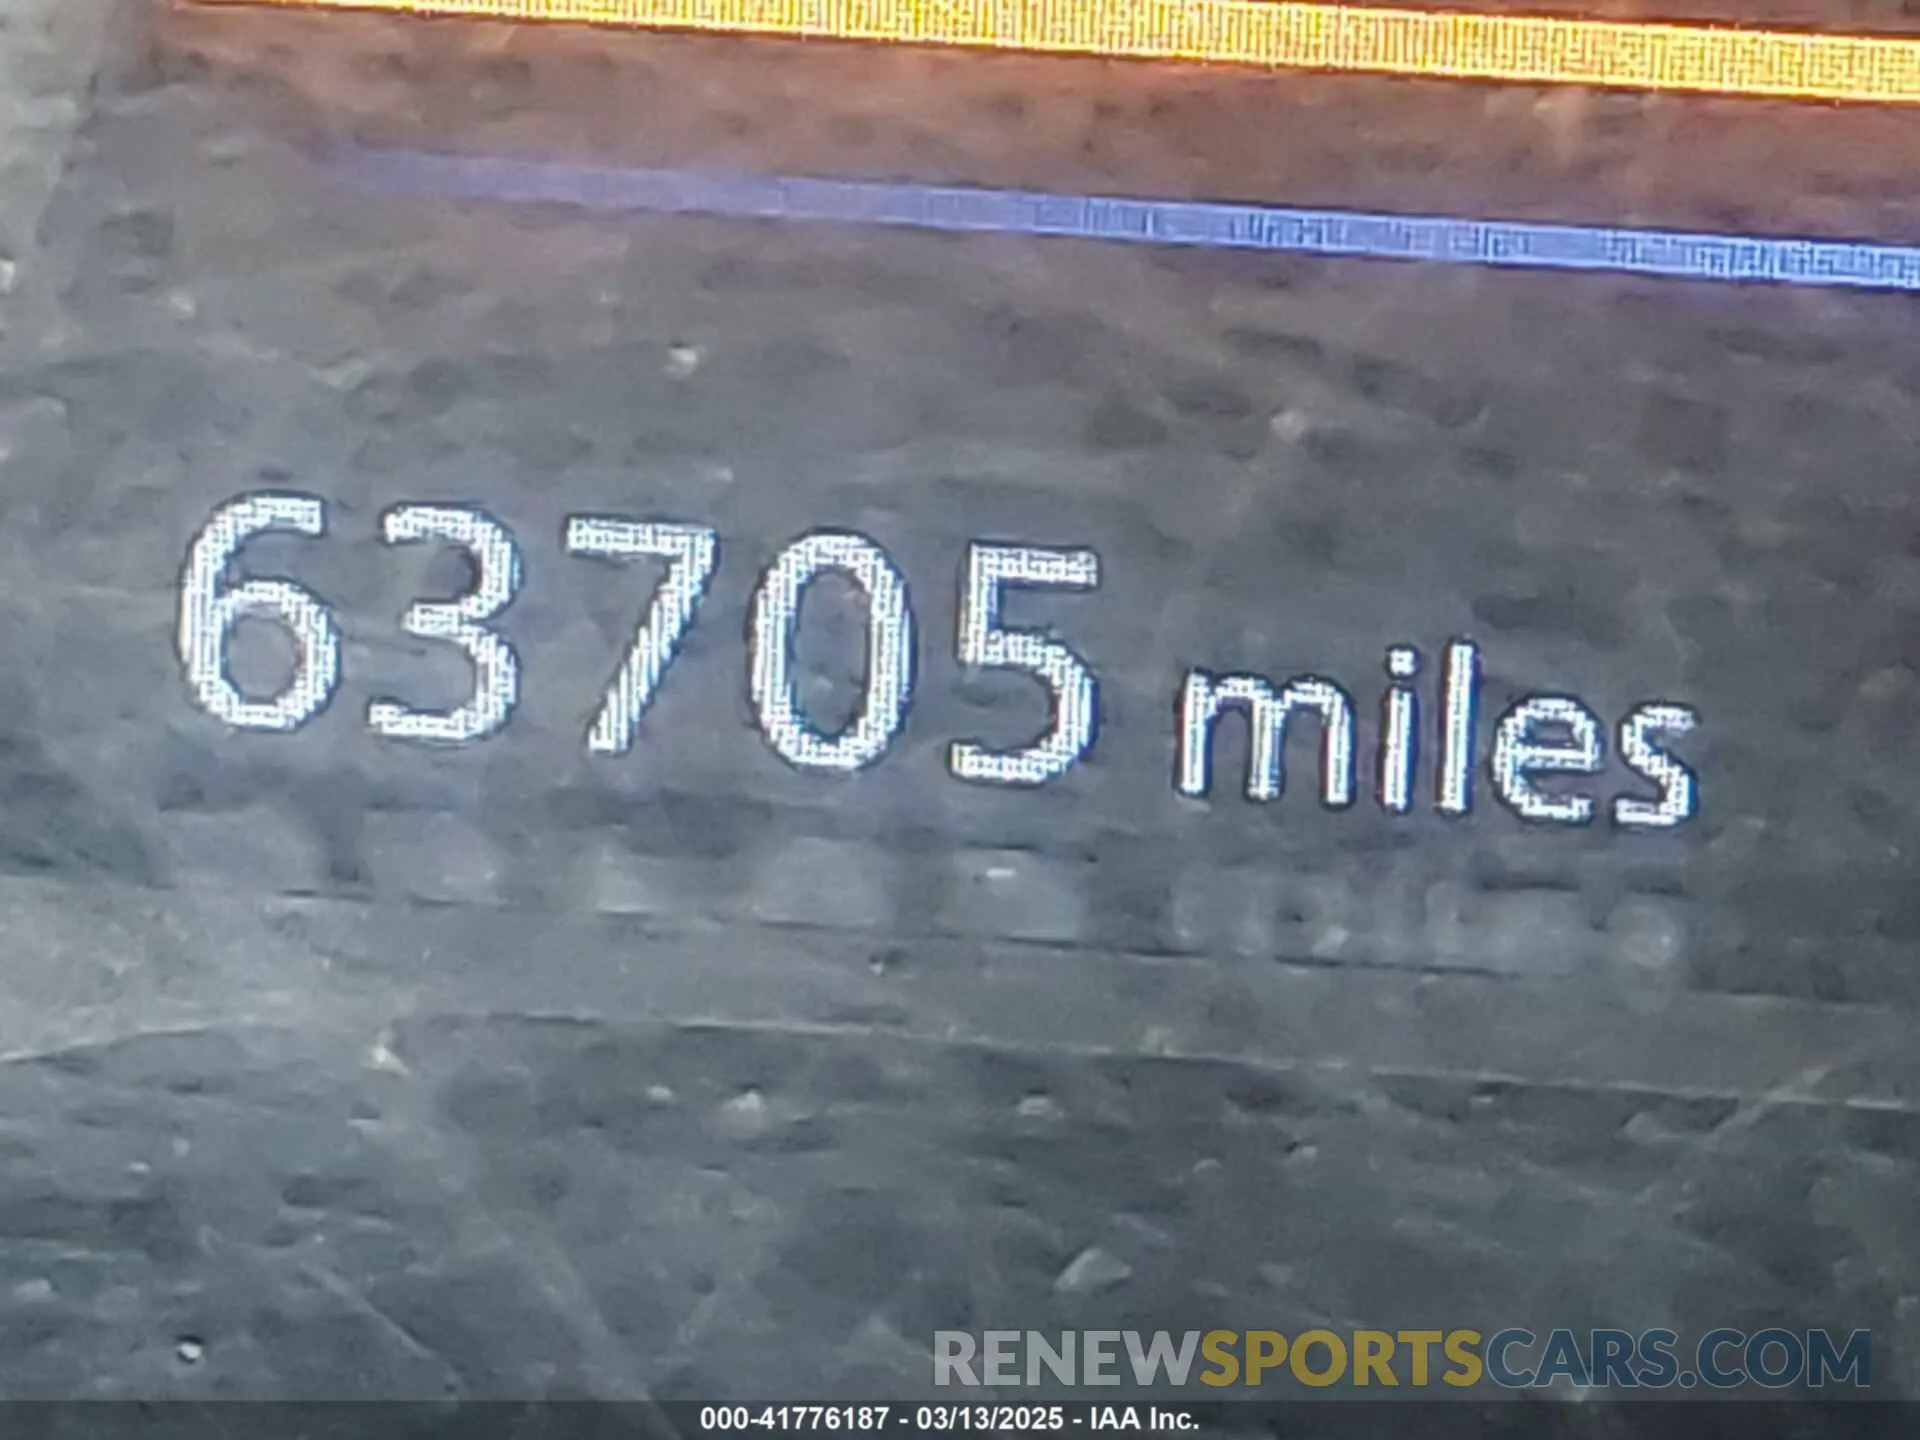 63705 miles
RENEWSPORTSCARS.COM
000-41776187 - 03/13/2025 - IAA Inc.